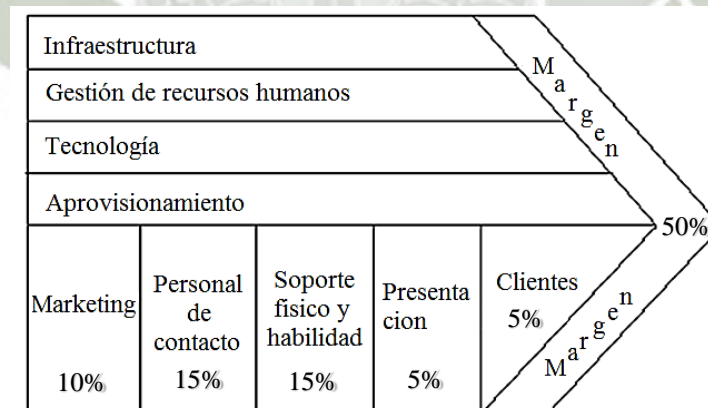 Infraestructura
Gestión de recursos humanos
Tecnología
Aprovisionamiento
Margen
50%
Marketing
10%
Personal
de
contacto
15%
Soporte
fisico y
habilidad
15%
Presenta
cion
5%
Clientes
5%
Margen